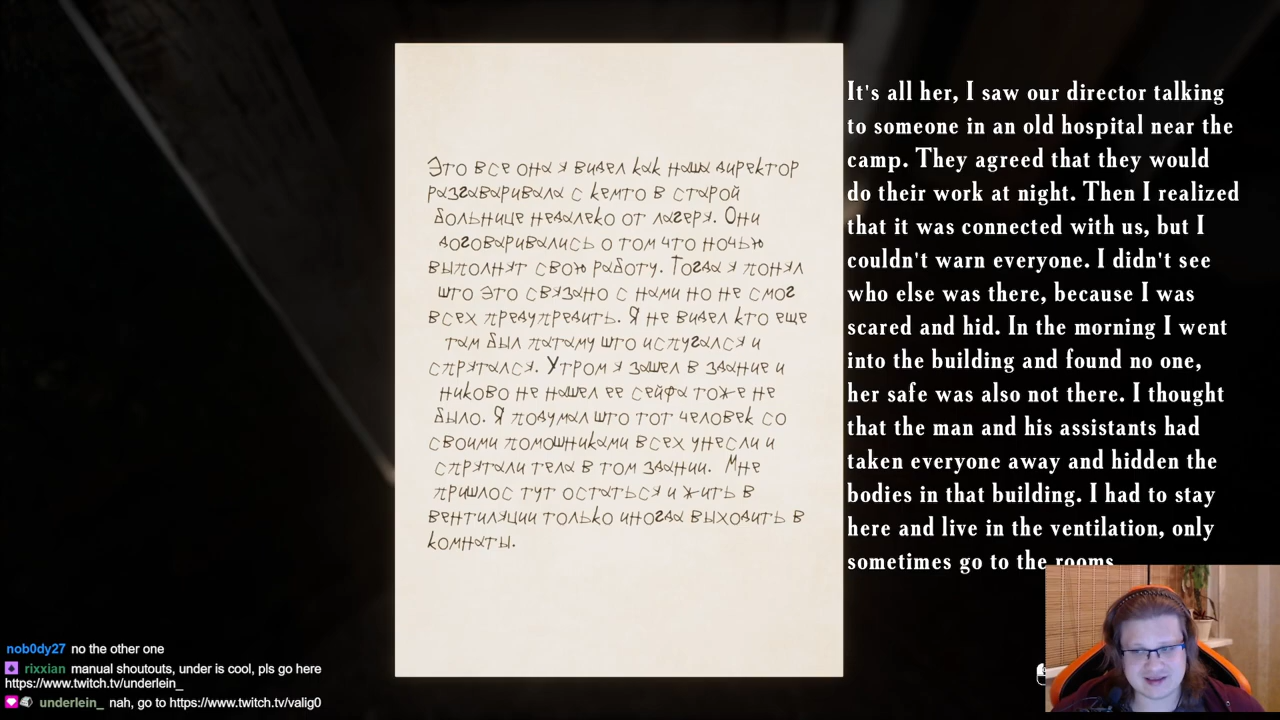 Это все она я видел как наша директор
разгаваривала с кемто в старой
больнице недалеко от лагеря. Они
договаривались о том что ночью
выполнят свою работу. Тогда я понял
што это связано с нами но не смог
всех предупредить. Я не видел кто еще
там был патаму што испугался и
спрятался. Утром я зашел в здание и
никово не нашел ее сейфа тоже не
было. Я подумал што тот человек со
своими помошниками всех унесли и
спрятали тела в том здании. Мне
пришлос тут остаться и жить в
вентиляции только иногда выходить в
комнаты.
It's all her, I saw our director talking
to someone in an old hospital near the
camp. They agreed that they would
do their work at night. Then I realized
that it was connected with us, but I
couldn't warn everyone. I didn't see
who else was there, because I was
scared and hid. In the morning I went
into the building and found no one,
her safe was also not there. I thought
that the man and his assistants had
taken everyone away and hidden the
bodies in that building. I had to stay
here and live in the ventilation, only
sometimes go to the rooms
nob0dy27 no the other one
rixxian manual shoutouts, under is cool, pls go here
https://www.twitch.tv/underlein_
underlein_ nah, go to https://www.twitch.tv/valig0